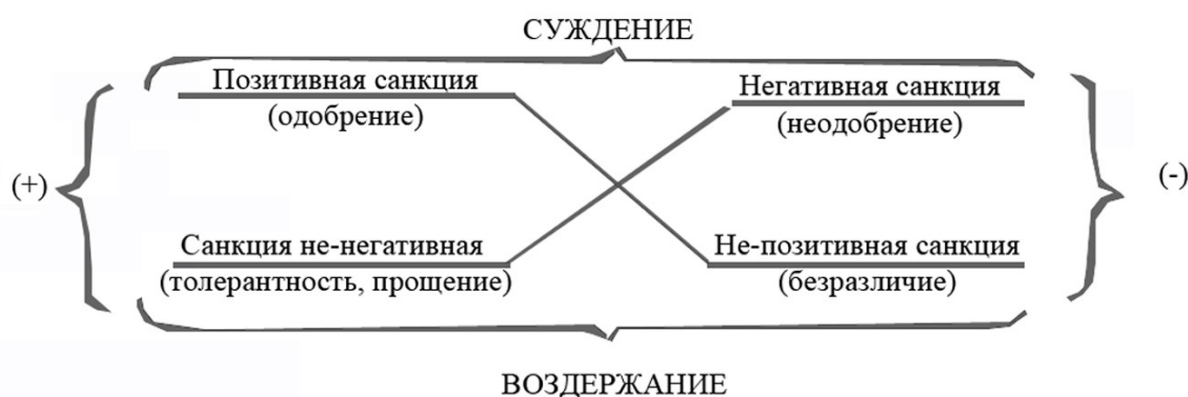 СУЖДЕНИЕ
Позитивная санкция
(одобрение)
Негативная санкция
(неодобрение)
(+)
(-)
Санкция не-негативная
(толерантность, прощение)
Не-позитивная санкция
(безразличие)
ВОЗДЕРЖАНИЕ